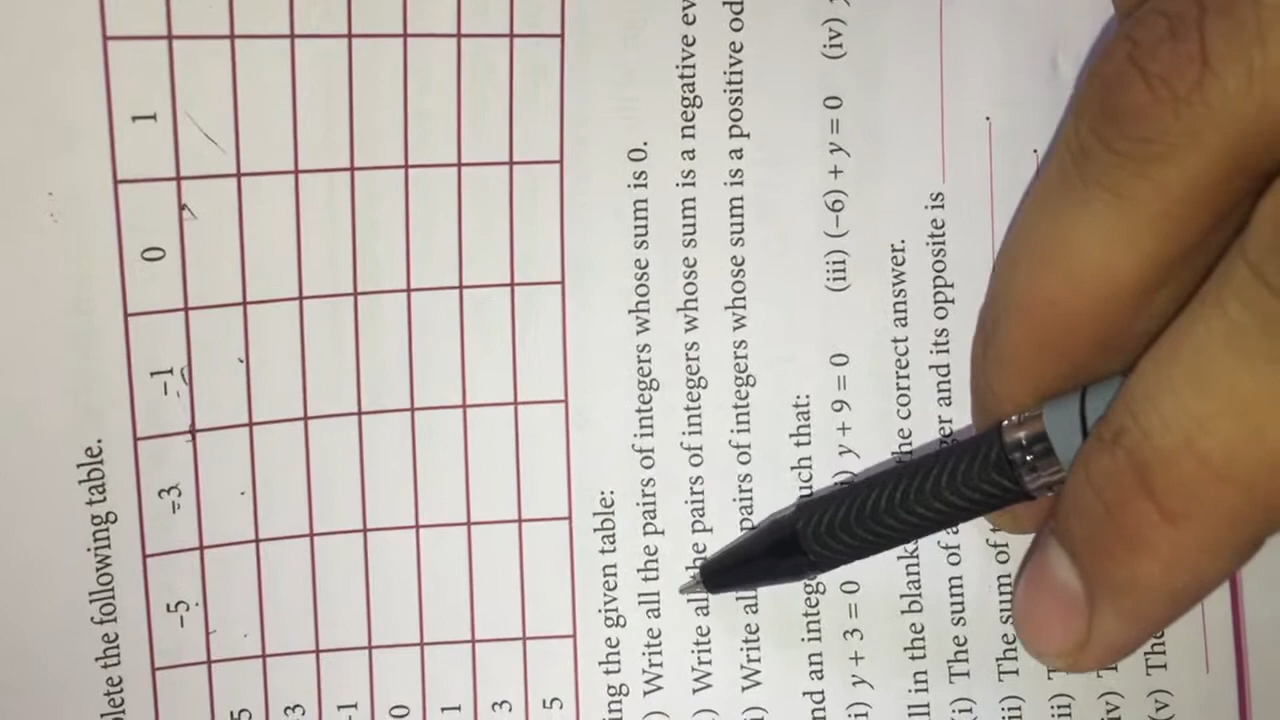 lete the following table.
-5 -3 -1 0 1
5
3
-1
0
1
3
5
ing the given table:
) Write all the pairs of integers whose sum is 0.
) Write all the pairs of integers whose sum is a negative ev
i) Write all pairs of integers whose sum is a positive od
nd an integ uch that:
i) y + 3 = 0 i) y + 9 = 0 (iii) (−6) + y = 0 (iv)
ll in the blank the correct answer.
(i) The sum of a ger and its opposite is
ii) The sum of
ii)
iv)
(v) The